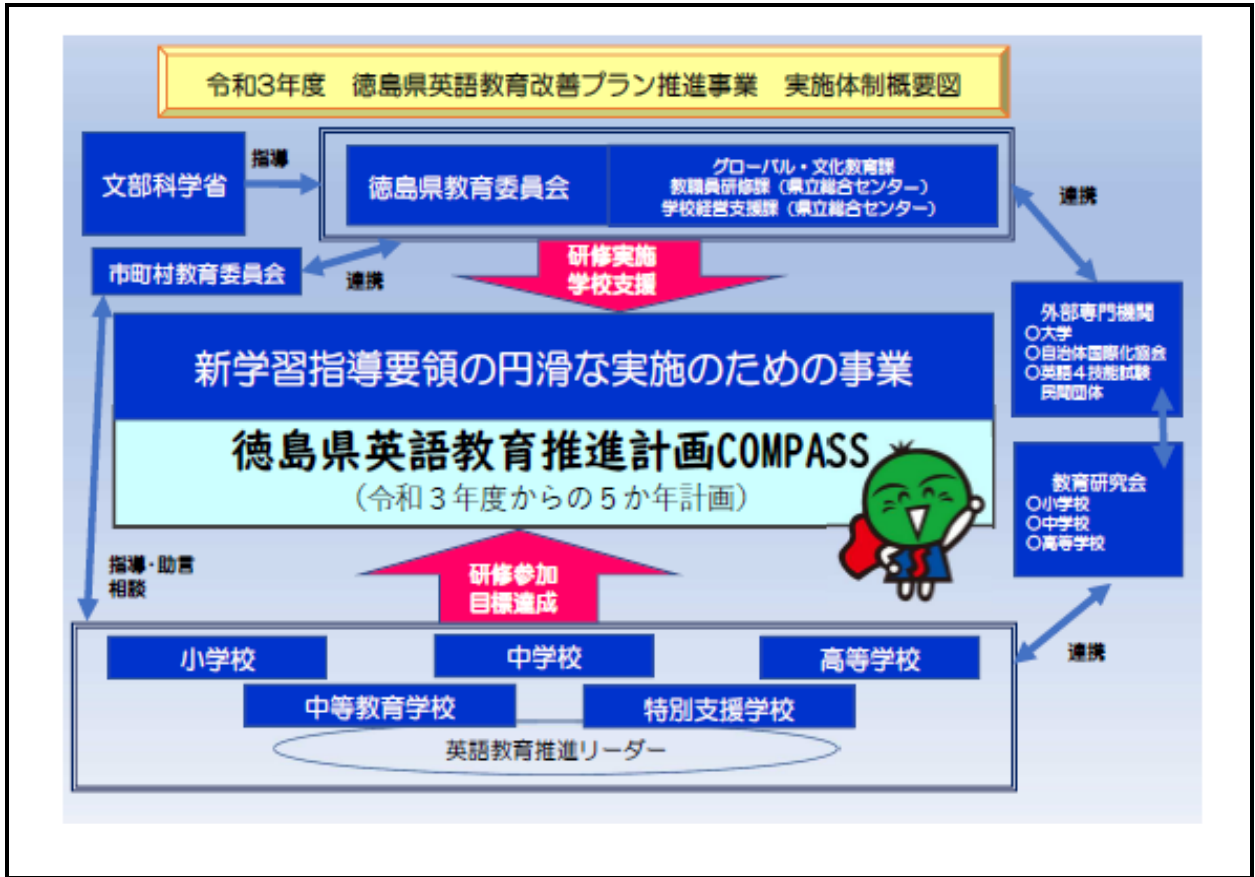 令和3年度　徳島県英語教育改善プラン推進事業　実施体制概要図
文部科学省
指導
徳島県教育委員会
グローバル・文化教育課
教職員研修課（県立総合センター）
学校経営支援課（県立総合センター）
連携
市町村教育委員会
連携
研修実施
学校支援
外部専門機関
○大学
○自治体国際化協会
○英語４技能試験
民間団体
新学習指導要領の円滑な実施のための事業
徳島県英語教育推進計画COMPASS
（令和３年度からの５か年計画）
教育研究会
○小学校
○中学校
○高等学校
指導・助言
相談
研修参加
目標達成
連携
小学校
中学校
高等学校
中等教育学校
特別支援学校
英語教育推進リーダー